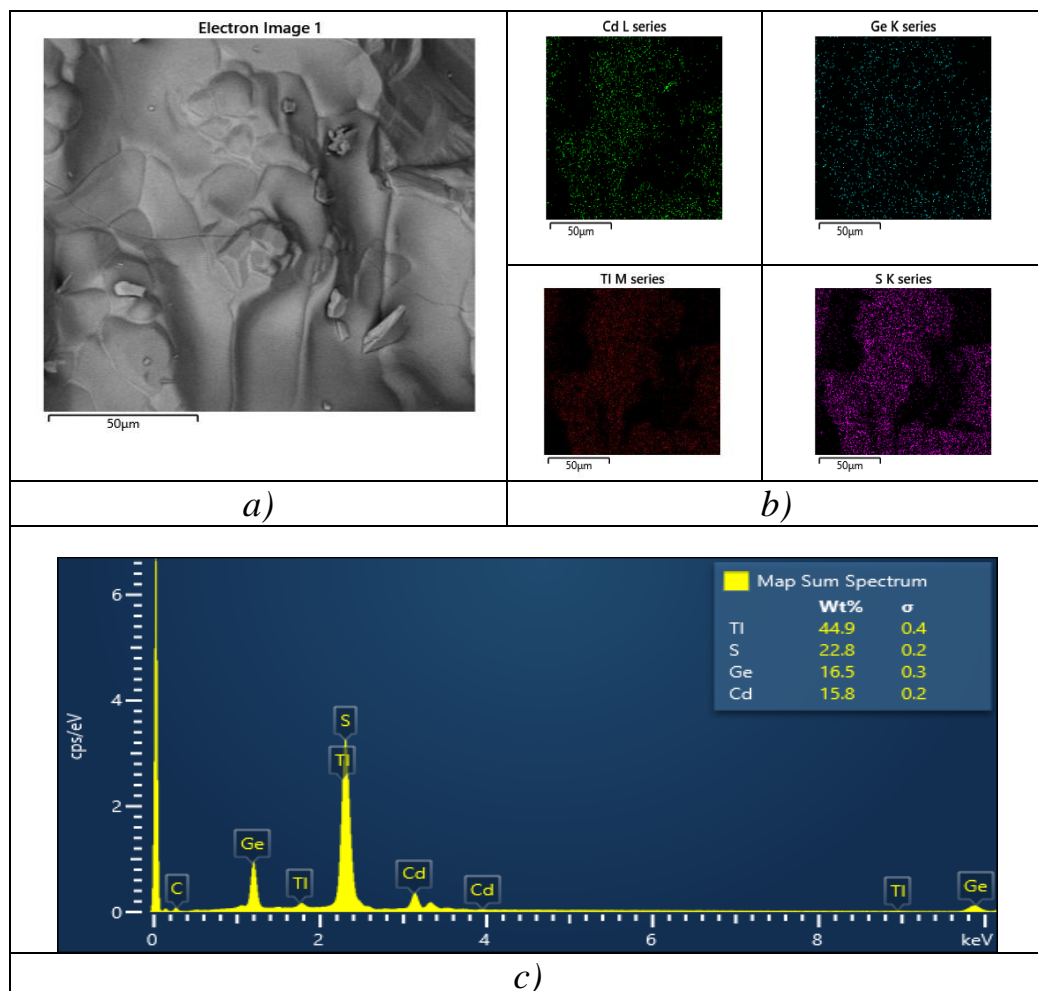 Electron Image 1
50μm
a)
Cd L series
50μm
Ge K series
50μm
Tl M series
50μm
S K series
50μm
b)
Map Sum Spectrum
Wt% σ
Tl 44.9 0.4
S 22.8 0.2
Ge 16.5 0.3
Cd 15.8 0.2
cps/eV
6
4
2
0
C
Ge
Tl
S
Tl
Cd
Cd
Tl
Ge
0 2 4 6 8 keV
c)